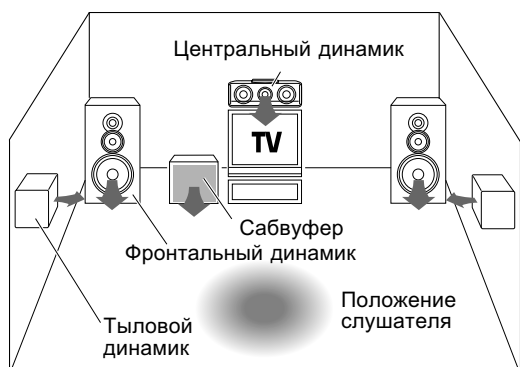 Центральный динамик
TV
Сабвуфер
Фронтальный динамик
Положение
слушателя
Тыловой
динамик